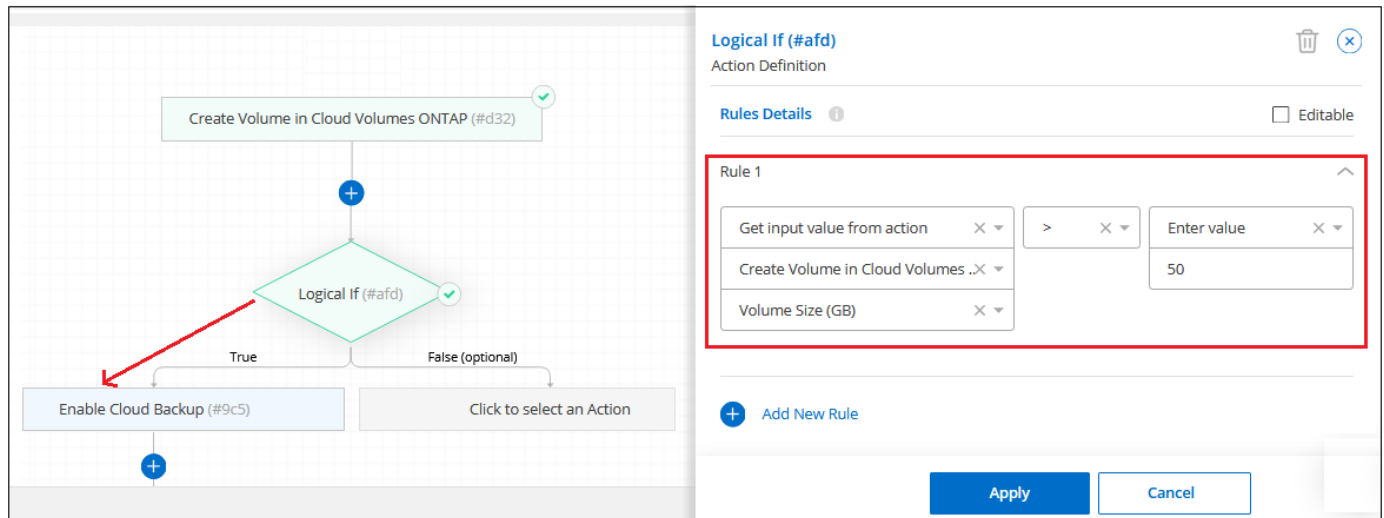 Create Volume in Cloud Volumes ONTAP (#d32)
Logical If (#afd)
True
False (optional)
Enable Cloud Backup (#9c5)
Click to select an Action
Logical If (#afd)
Action Definition
Rules Details
Editable
Rule 1
Get input value from action
>
Enter value
Create Volume in Cloud Volumes ..
50
Volume Size (GB)
Add New Rule
Apply
Cancel